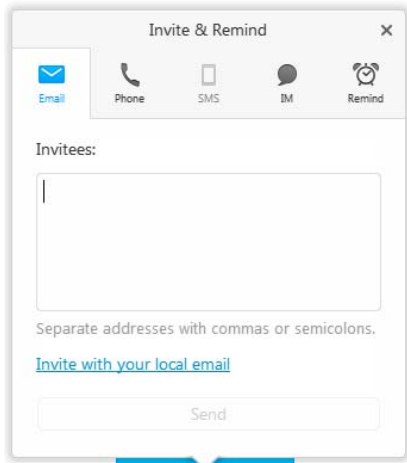 Invite & Remind
Email Phone SMS IM Remind
Invitees:
Separate addresses with commas or semicolons.
Invite with your local email
Send